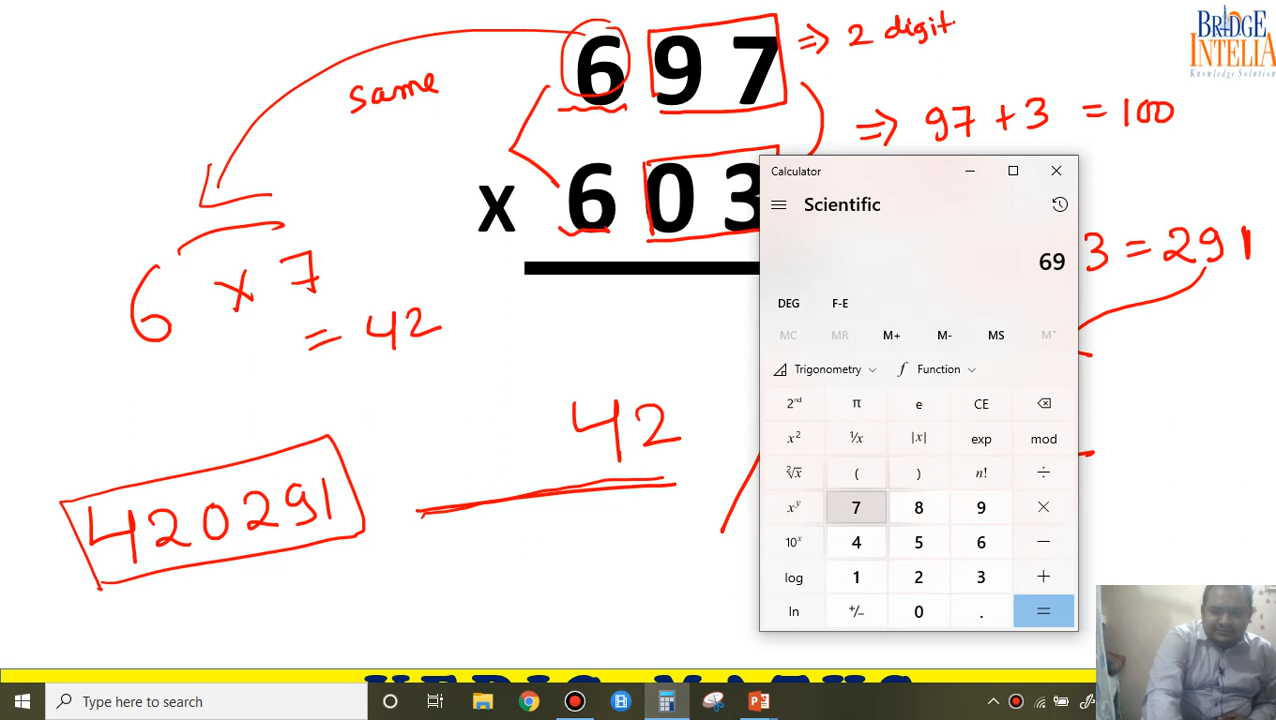 697 => 2 digit
BRIDGE
INTELIA
Knowledge Solution
same
=> 97 + 3 = 100
x 603
6 x 7
= 42
3 = 291
42
420291
Calculator
Scientific
69
DEG F-E
MC MR M+ M- MS M˅
Trigonometry f Function
2nd π e CE
x² ¹/x |x| exp mod
²√x ( ) n! ÷
xʸ 7 8 9 ×
10ˣ 4 5 6 −
log 1 2 3 +
ln +/− 0 . =
Type here to search